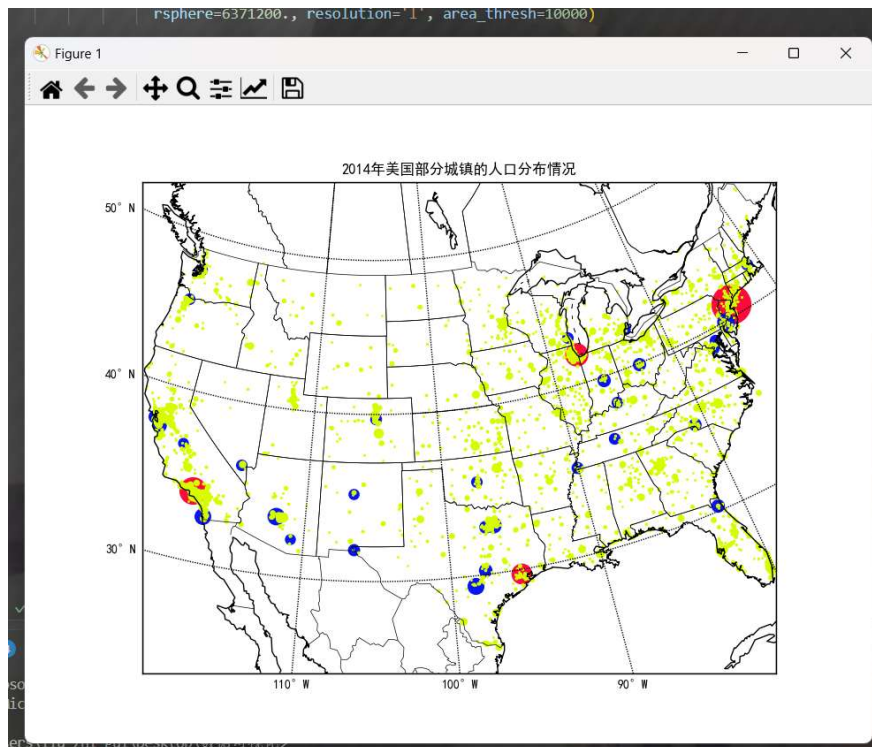 rsphere=6371200., resolution='l', area_thresh=10000)
Figure 1
2014年美国部分城镇的人口分布情况
50° N
40° N
30° N
110° W
100° W
90° W